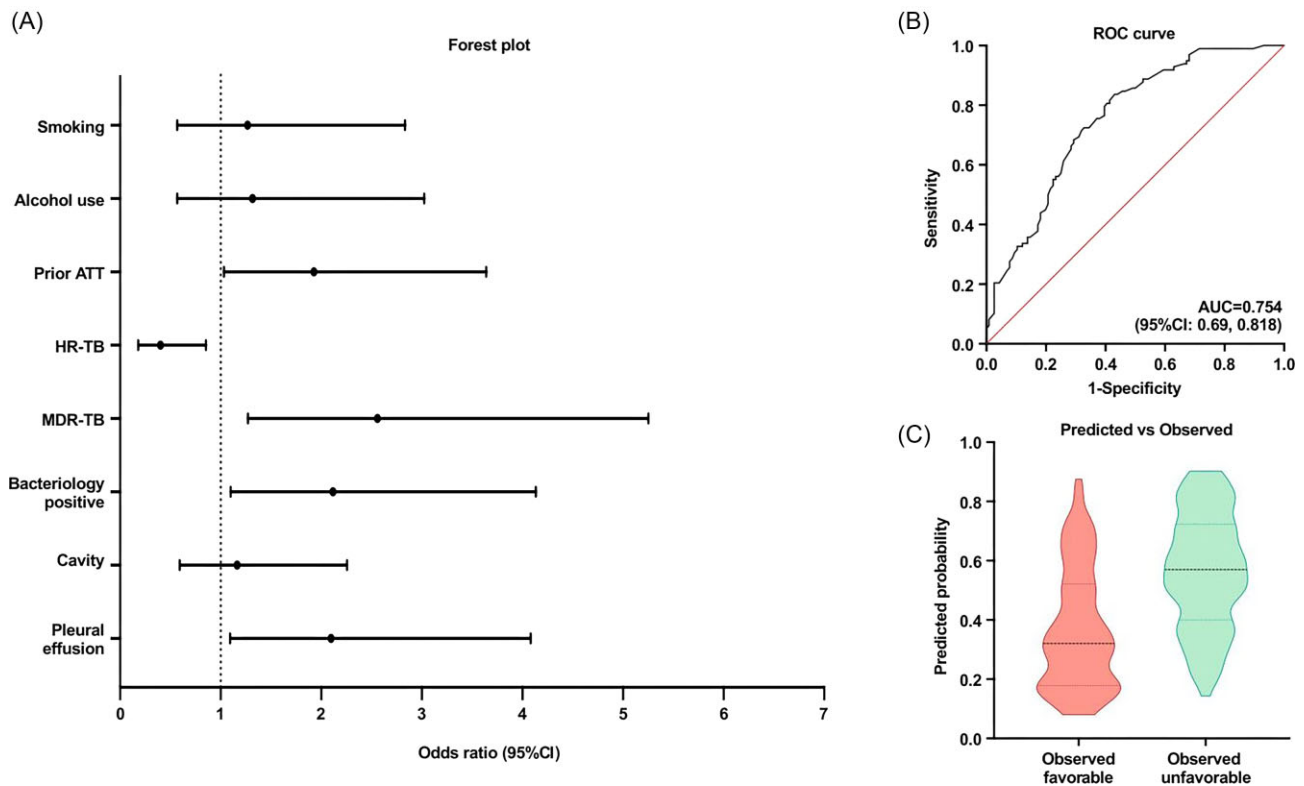 (A)
Forest plot
Smoking
Alcohol use
Prior ATT
HR-TB
MDR-TB
Bacteriology
positive
Cavity
Pleural
effusion
0 1 2 3 4 5 6 7
Odds ratio (95%CI)
(B)
ROC curve
1.0
0.8
0.6
0.4
0.2
0.0
Sensitivity
AUC=0.754
(95%CI: 0.69, 0.818)
0.0 0.2 0.4 0.6 0.8 1.0
1-Specificity
(C)
Predicted vs Observed
1.0
0.8
0.6
0.4
0.2
0.0
Predicted probability
Observed
favorable
Observed
unfavorable